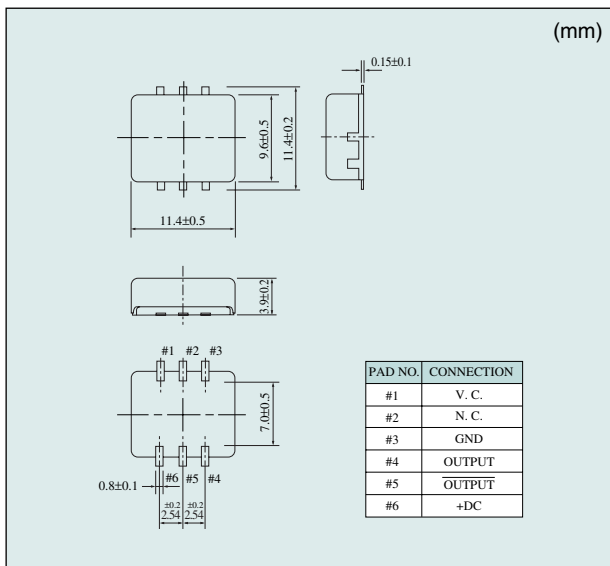 (mm)
0.15±0.1
9.6±0.5
11.4±0.2
11.4±0.5
3.9±0.2
#1 #2 #3
7.0±0.5
#6 #5 #4
0.8±0.1
±0.2 ±0.2
2.54 2.54
PAD NO. CONNECTION
#1 V. C.
#2 N. C.
#3 GND
#4 OUTPUT
#5 O̅U̅T̅P̅U̅T̅
#6 +DC